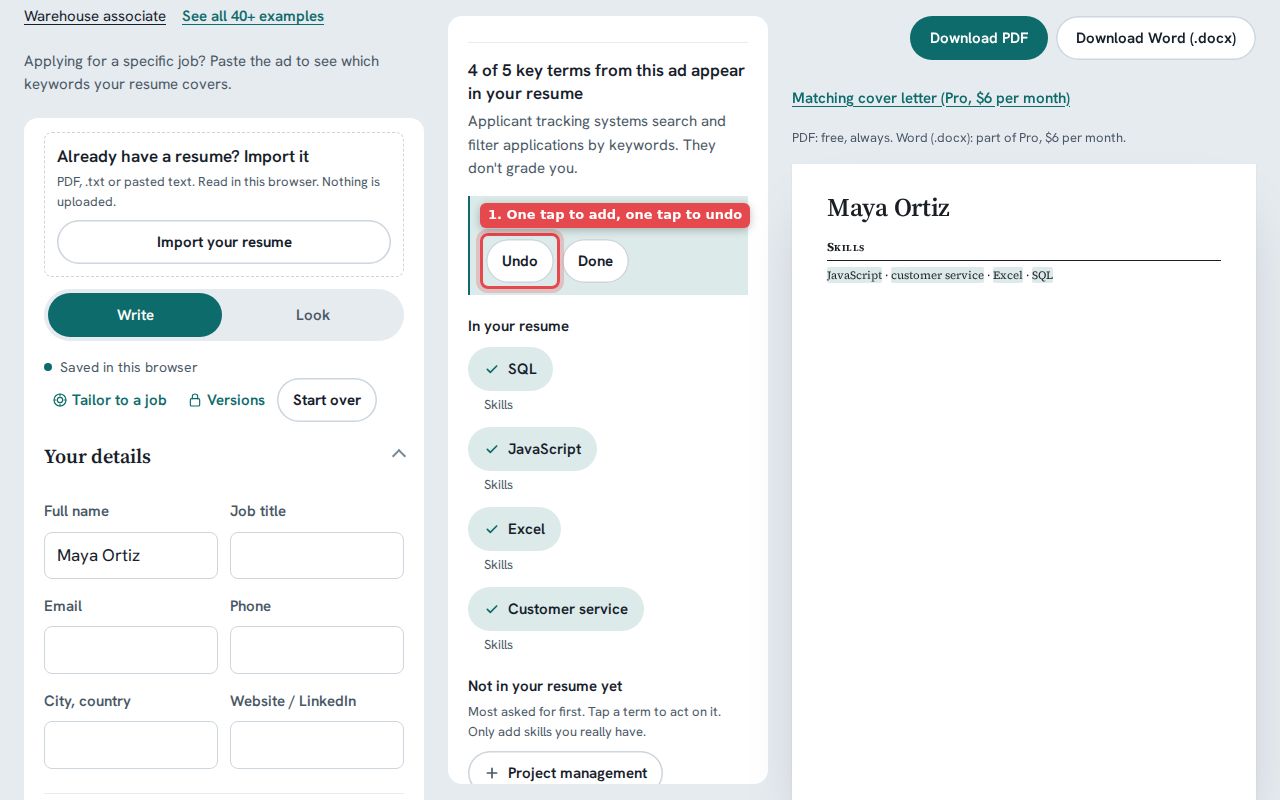 Warehouse associate See all 40+ examples
Applying for a specific job? Paste the ad to see which
keywords your resume covers.
Already have a resume? Import it
PDF, .txt or pasted text. Read in this browser. Nothing is
uploaded.
Import your resume
Write Look
Saved in this browser
Tailor to a job Versions Start over
Your details
Full name Job title
Maya Ortiz
Email Phone
City, country Website / LinkedIn
4 of 5 key terms from this ad appear
in your resume
Applicant tracking systems search and
filter applications by keywords. They
don't grade you.
1. One tap to add, one tap to undo
Undo Done
In your resume
SQL
Skills
JavaScript
Skills
Excel
Skills
Customer service
Skills
Not in your resume yet
Most asked for first. Tap a term to act on it.
Only add skills you really have.
Project management
Download PDF Download Word (.docx)
Matching cover letter (Pro, $6 per month)
PDF: free, always. Word (.docx): part of Pro, $6 per month.
Maya Ortiz
Skills
JavaScript · customer service · Excel · SQL